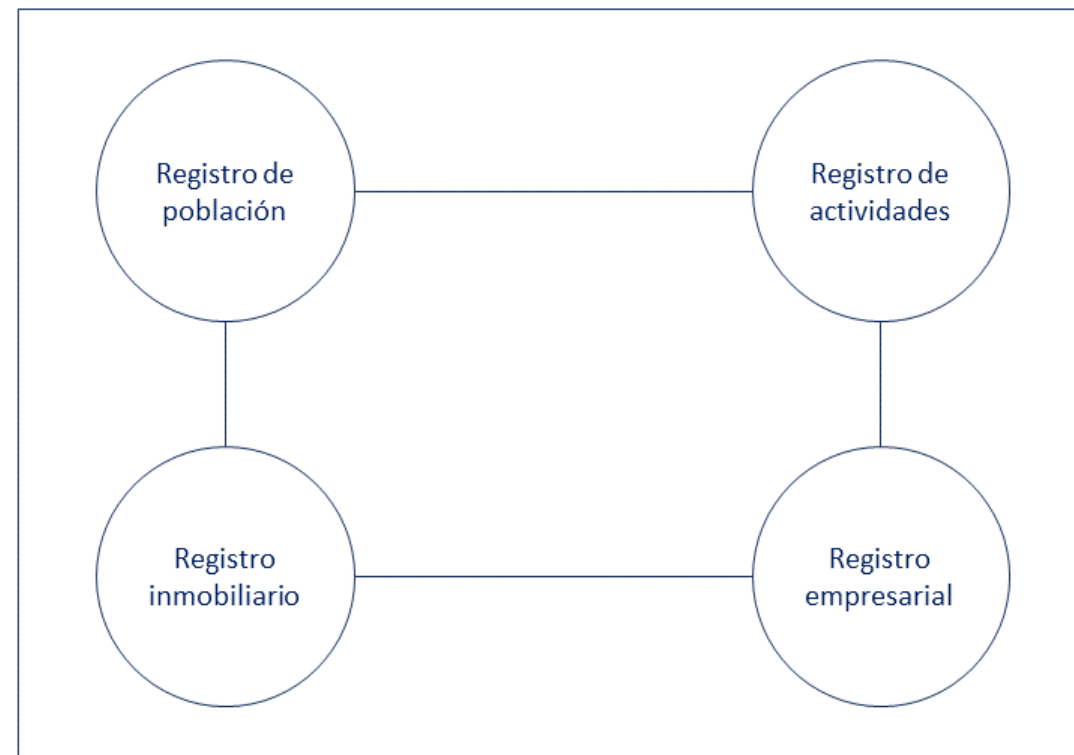 Registro de
población
Registro de
actividades
Registro
inmobiliario
Registro
empresarial